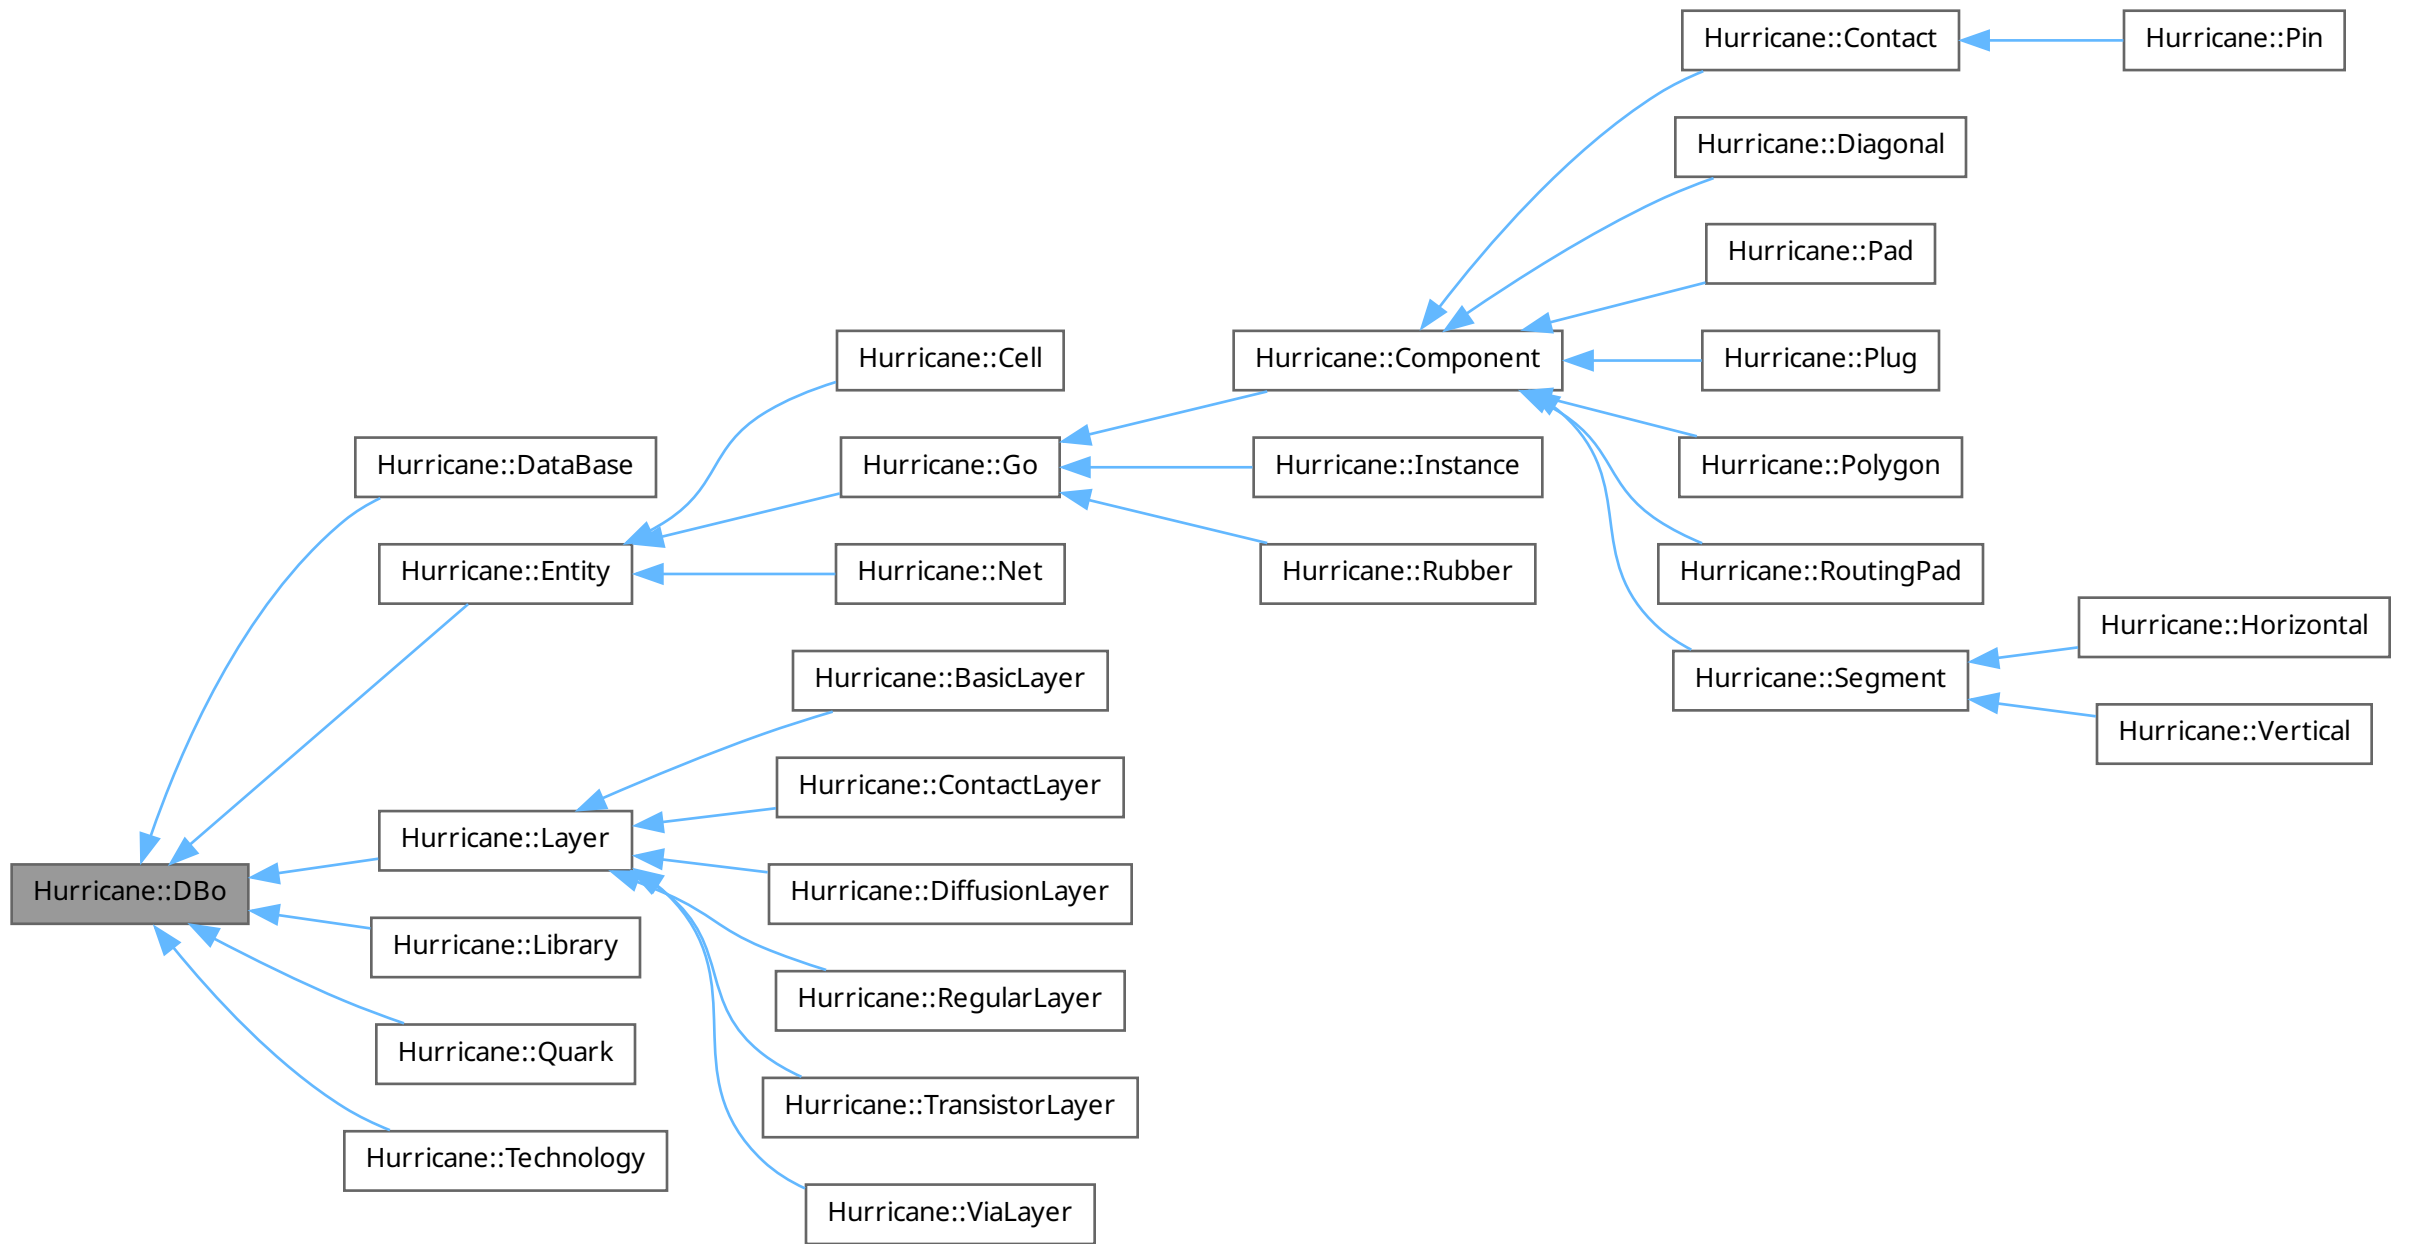 Hurricane::Contact
Hurricane::Pin
Hurricane::Diagonal
Hurricane::Pad
Hurricane::Cell
Hurricane::Component
Hurricane::Plug
Hurricane::DataBase
Hurricane::Go
Hurricane::Instance
Hurricane::Polygon
Hurricane::Entity
Hurricane::Net
Hurricane::Rubber
Hurricane::RoutingPad
Hurricane::Horizontal
Hurricane::BasicLayer
Hurricane::Segment
Hurricane::Vertical
Hurricane::ContactLayer
Hurricane::Layer
Hurricane::DBo
Hurricane::DiffusionLayer
Hurricane::Library
Hurricane::RegularLayer
Hurricane::Quark
Hurricane::TransistorLayer
Hurricane::Technology
Hurricane::ViaLayer